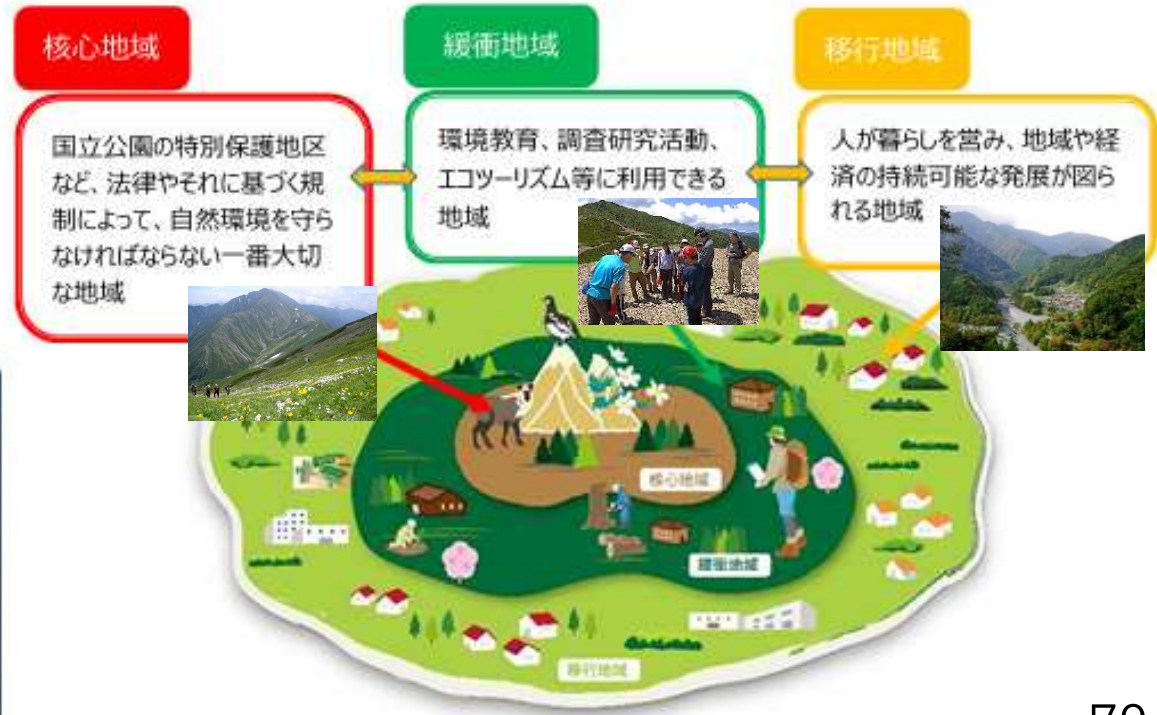 核心地域
国立公園の特別保護地区
など、法律やそれに基づく規
制によって、自然環境を守ら
なければならない一番大切
な地域
緩衝地域
環境教育、調査研究活動、
エコツーリズム等に利用できる
地域
移行地域
人が暮らしを営み、地域や経
済の持続可能な発展が図ら
れる地域
核心地域
緩衝地域
移行地域